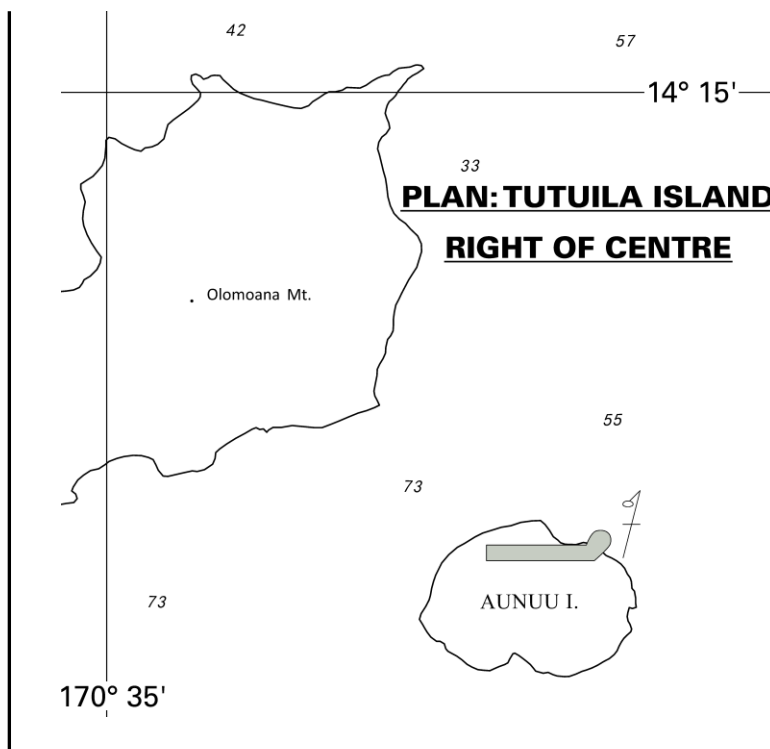 42
57
14° 15'
33
PLAN: TUTUILA ISLAND
RIGHT OF CENTRE
Olomoana Mt.
55
73
AUNUU I.
73
170° 35'